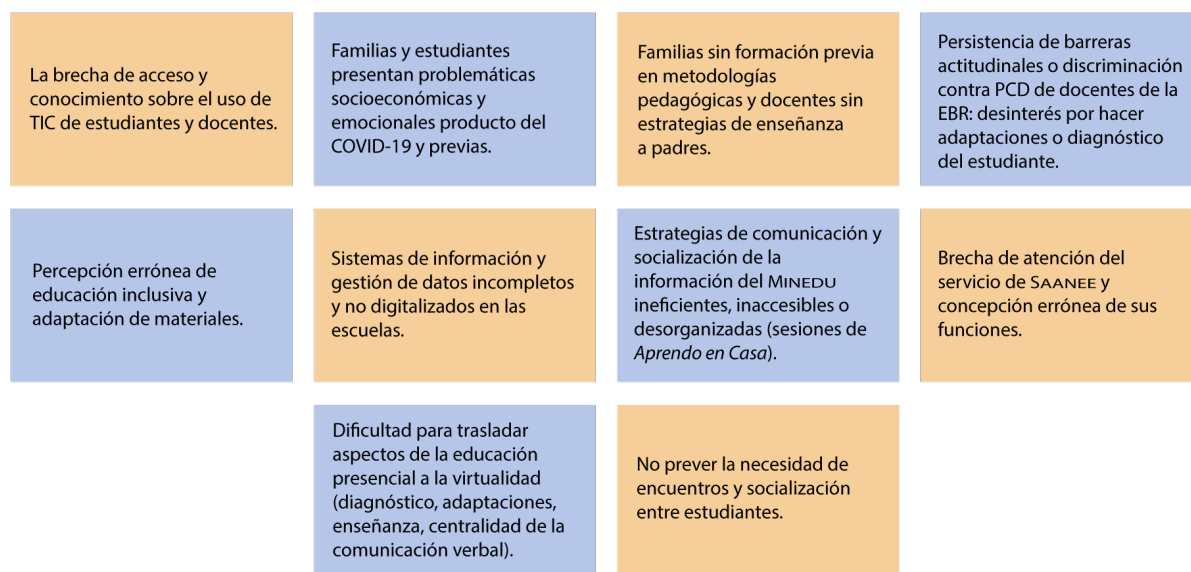 La brecha de acceso y
conocimiento sobre el uso de
TIC de estudiantes y docentes.
Familias y estudiantes
presentan problemáticas
socioeconómicas y
emocionales producto del
COVID-19 y previas.
Familias sin formación previa
en metodologías
pedagógicas y docentes sin
estrategias de enseñanza
a padres.
Persistencia de barreras
actitudinales o discriminación
contra PCD de docentes de la
EBR: desinterés por hacer
adaptaciones o diagnóstico
del estudiante.
Percepción errónea de
educación inclusiva y
adaptación de materiales.
Sistemas de información y
gestión de datos incompletos
y no digitalizados en las
escuelas.
Estrategias de comunicación y
socialización de la
información del MINEDU
ineficientes, inaccesibles o
desorganizadas (sesiones de
Aprendo en Casa).
Brecha de atención del
servicio de SAANEE y
concepción errónea de sus
funciones.
Dificultad para trasladar
aspectos de la educación
presencial a la virtualidad
(diagnóstico, adaptaciones,
enseñanza, centralidad de la
comunicación verbal).
No prever la necesidad de
encuentros y socialización
entre estudiantes.